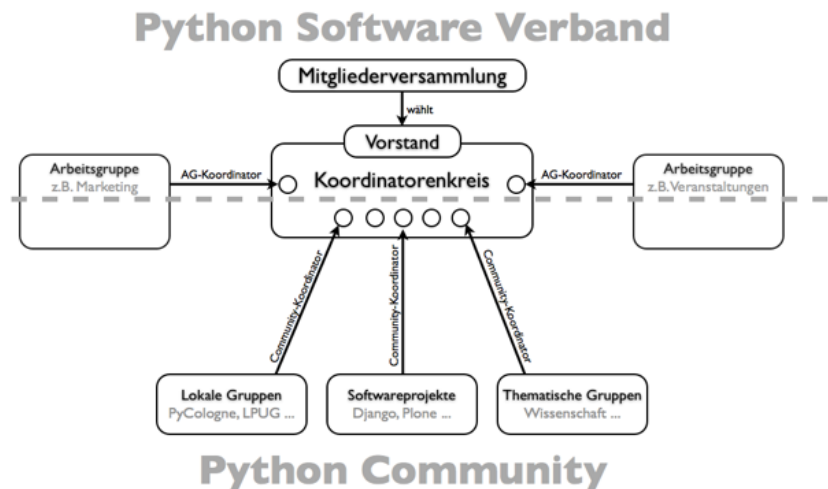 Python Software Verband
Mitgliederversammlung
wählt
Vorstand
Arbeitsgruppe
z.B. Marketing
AG-Koordinator
Koordinatorenkreis
AG-Koordinator
Arbeitsgruppe
z.B.Veranstaltungen
Community-Koordinator
Community-Koordinator
Community-Koordinator
Lokale Gruppen
PyCologne, LPUG ...
Softwareprojekte
Django, Plone ...
Thematische Gruppen
Wissenschaft ...
Python Community